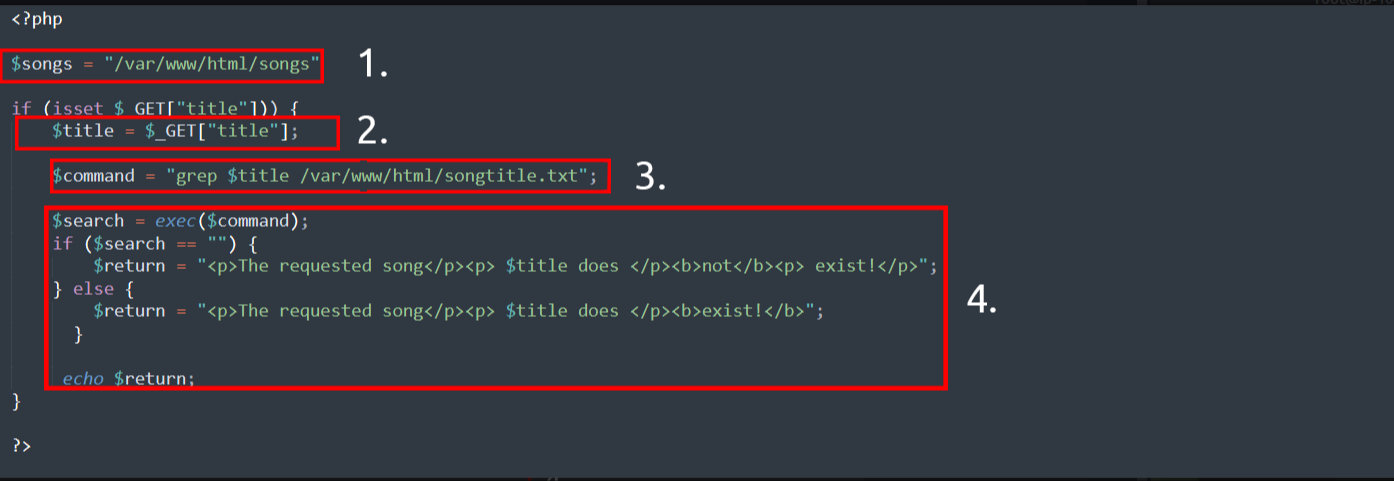 <?php
$songs = "/var/www/html/songs"
1.
if (isset $_GET["title"])) {
$title = $_GET["title"];
2.
$command = "grep $title /var/www/html/songtitle.txt";
3.
$search = exec($command);
if ($search == "") {
$return = "<p>The requested song</p><p> $title does </p><b>not</b><p> exist!</p>";
} else {
$return = "<p>The requested song</p><p> $title does </p><b>exist!</b>";
}
4.
echo $return;
}
?>